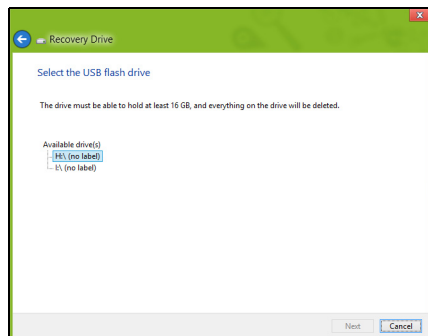 Recovery Drive
Select the USB flash drive
The drive must be able to hold at least 16 GB, and everything on the drive will be deleted.
Available drive(s)
H:\ (no label)
I:\ (no label)
Next
Cancel